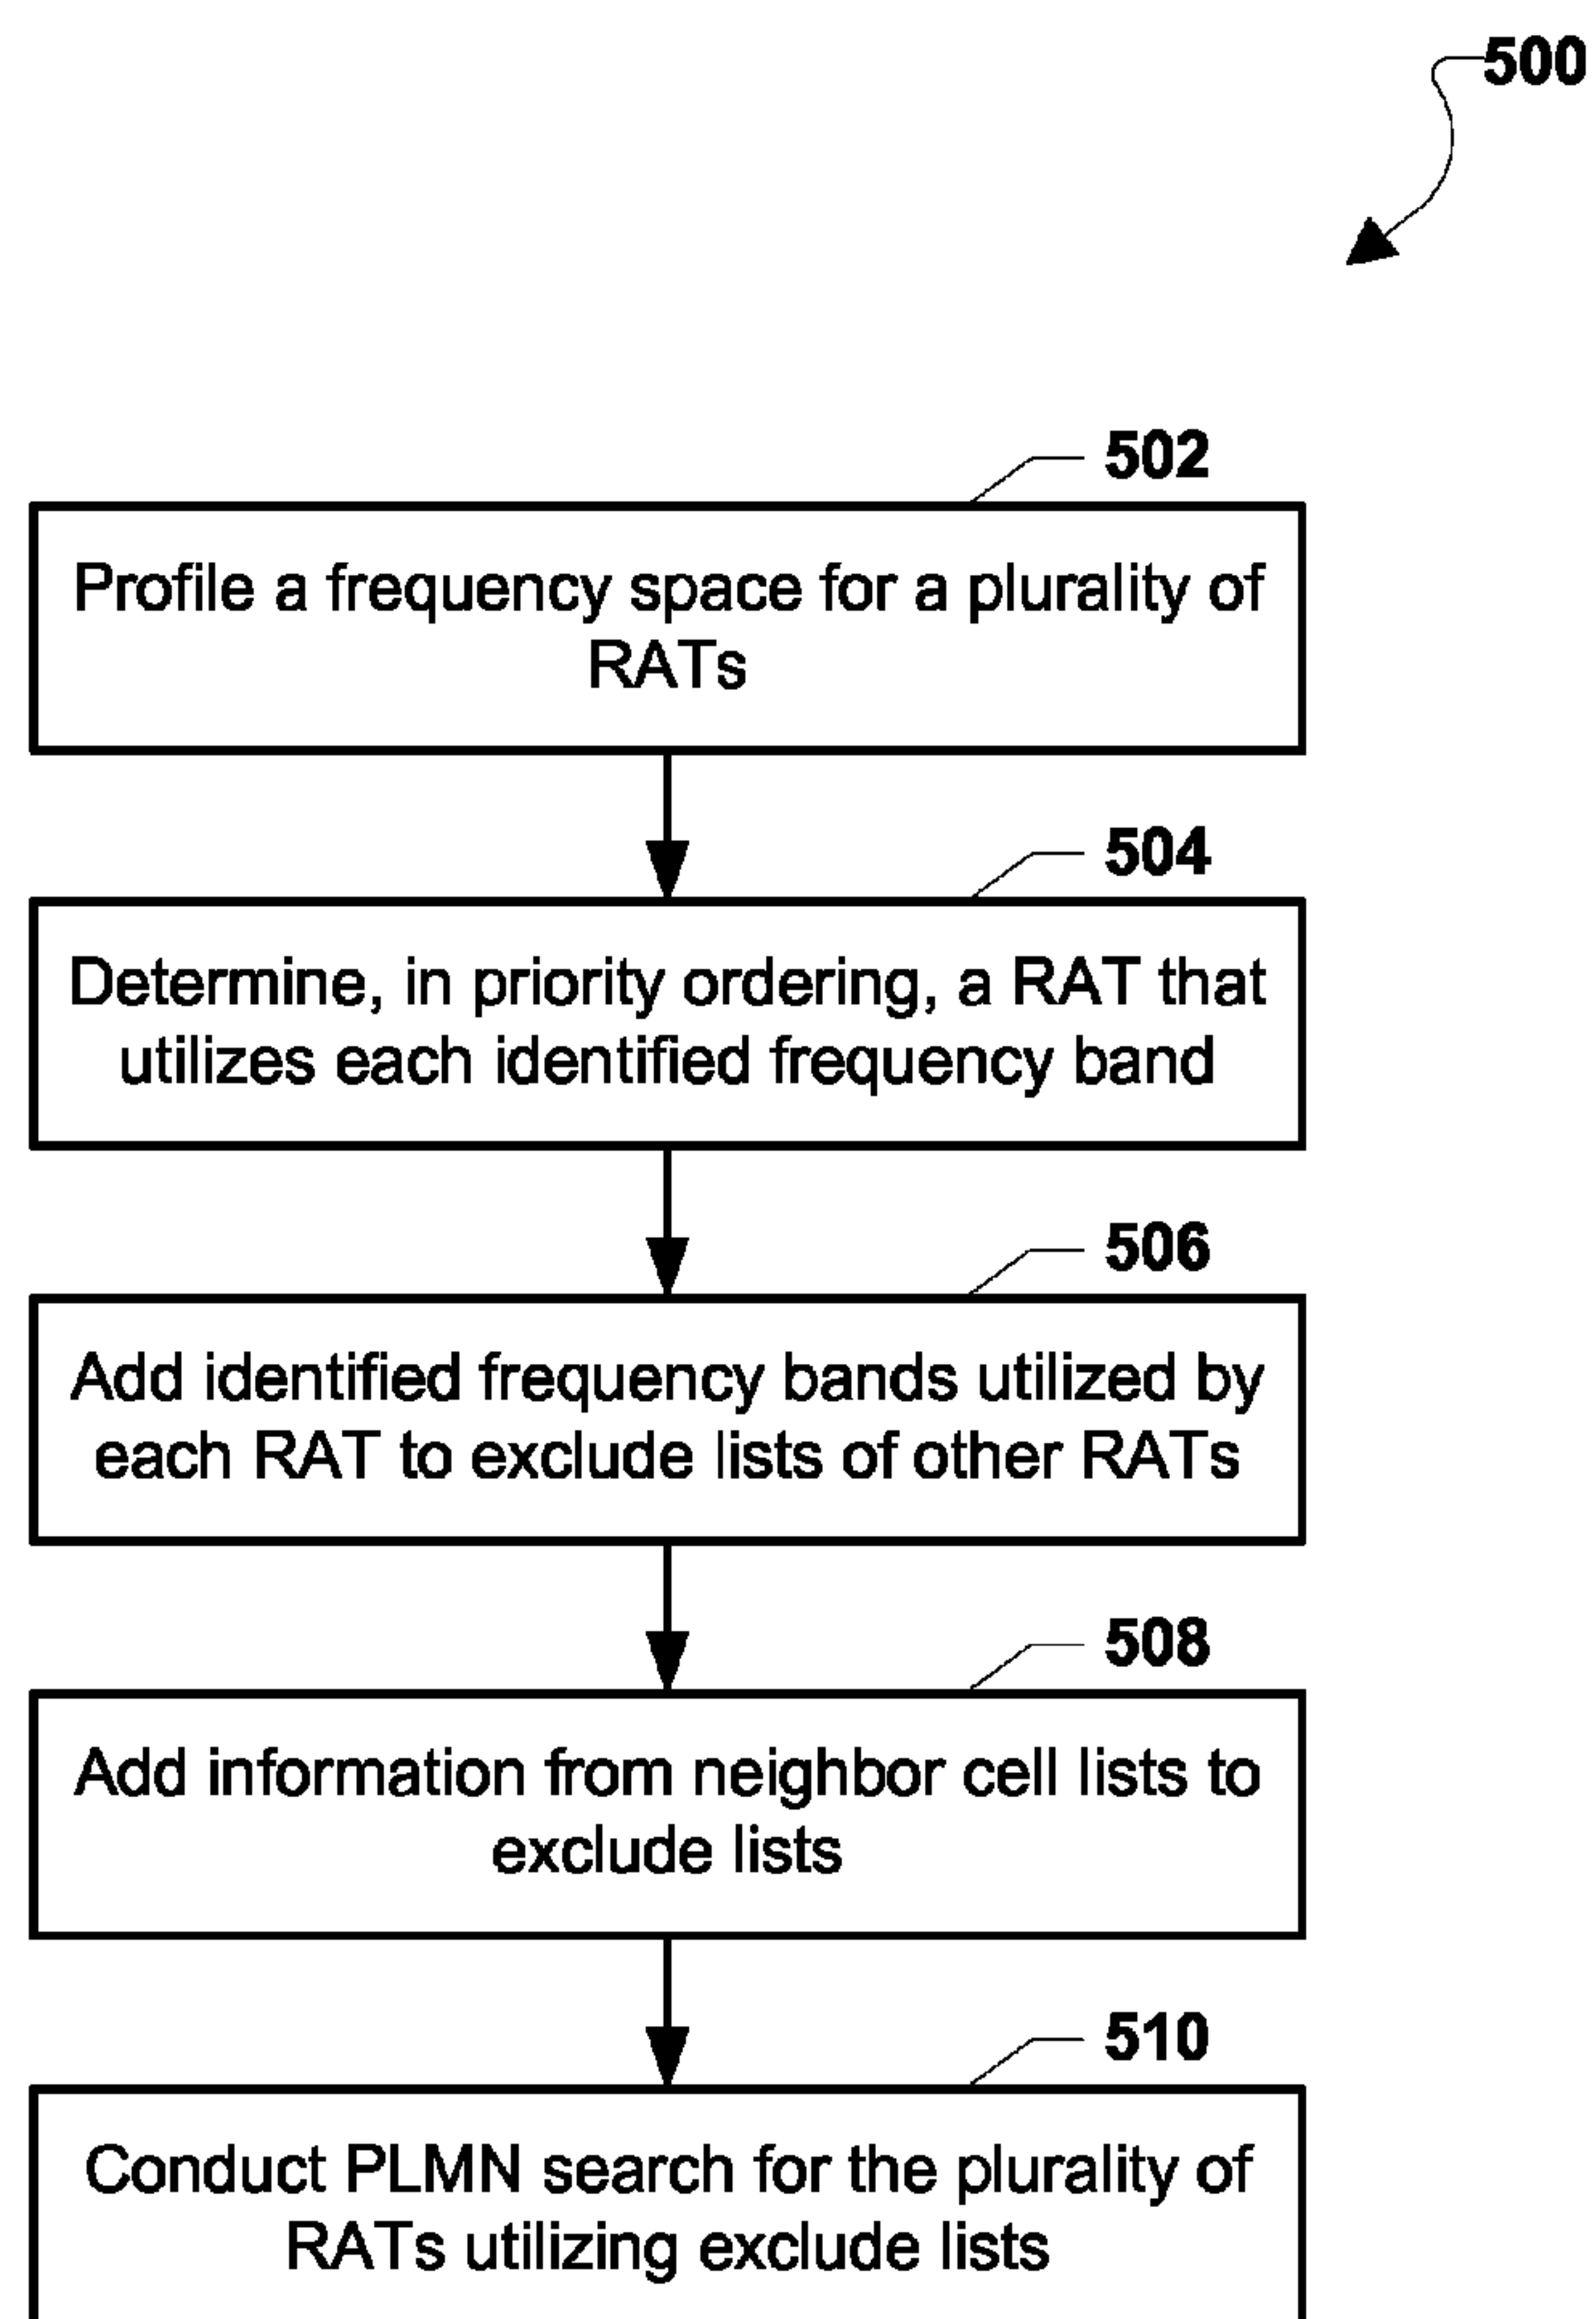 500
502
Profile a frequency space for a plurality of
RATs
504
Determine, in priority ordering, a RAT that
utilizes each identified frequency band
506
Add identified frequency bands utilized by
each RAT to exclude lists of other RATs
508
Add information from neighbor cell lists to
exclude lists
510
Conduct PLMN search for the plurality of
RATs utilizing exclude lists